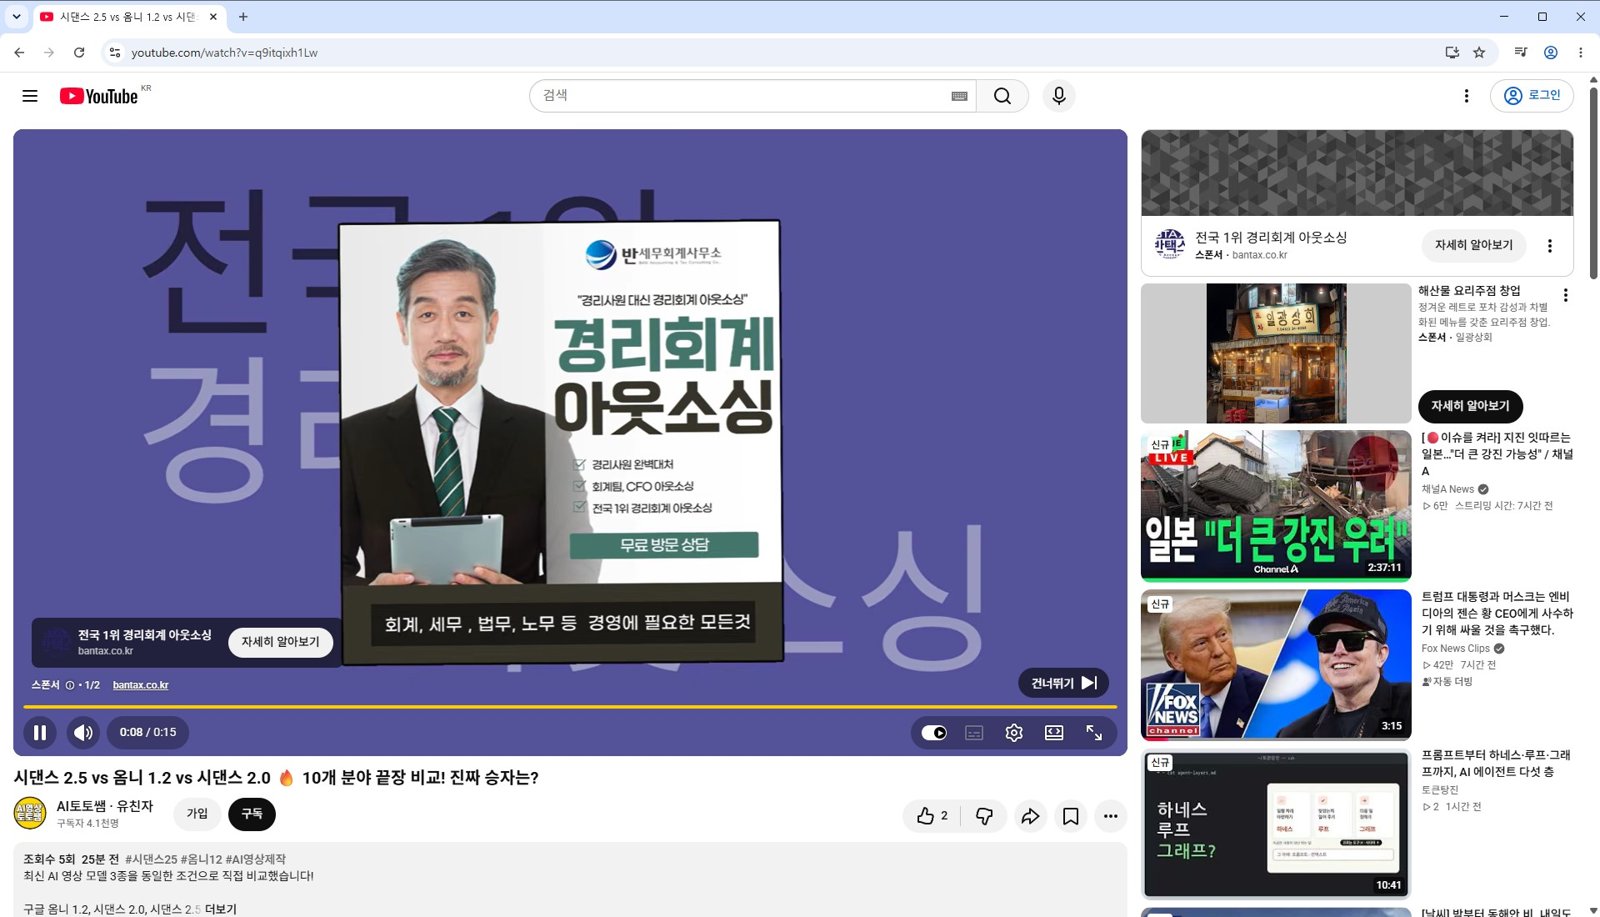 시댄스 2.5 vs 옴니 1.2 vs 시댄
youtube.com/watch?v=q9itqixh1Lw
YouTube KR
검색
로그인
전국 1위
경리
아웃소싱
반세무회계사무소
"경리사원 대신 경리회계 아웃소싱"
경리회계
아웃소싱
경리사원 완벽대처
회계팀, CFO 아웃소싱
전국 1위 경리회계 아웃소싱
무료 방문 상담
회계, 세무 , 법무, 노무 등 경영에 필요한 모든것
전국 1위 경리회계 아웃소싱
bantax.co.kr
자세히 알아보기
스폰서 · 1/2 bantax.co.kr
건너뛰기
0:08 / 0:15
시댄스 2.5 vs 옴니 1.2 vs 시댄스 2.0 🔥 10개 분야 끝장 비교! 진짜 승자는?
AI영상
토토쌤
AI토토쌤 · 유친자
구독자 4.1천명
가입
구독
2
조회수 5회 25분 전 #시댄스25 #옴니12 #AI영상제작
최신 AI 영상 모델 3종을 동일한 조건으로 직접 비교했습니다!
구글 옴니 1.2, 시댄스 2.0, 시댄스 2.5 더보기
전국 1위 경리회계 아웃소싱
스폰서 · bantax.co.kr
자세히 알아보기
일광상회
해산물 요리주점 창업
정겨운 레트로 포차 감성과 차별
화된 메뉴를 갖춘 요리주점 창업.
스폰서 · 일광상회
자세히 알아보기
신규
LIVE
일본 "더 큰 강진 우려"
Channel A
2:37:11
[🔴이슈를 켜라] 지진 잇따르는
일본..."더 큰 강진 가능성" / 채널
A
채널A News
6만 스트리밍 시간: 7시간 전
신규
FOX
NEWS
channel
3:15
트럼프 대통령과 머스크는 엔비
디아의 젠슨 황 CEO에게 사수하
기 위해 싸울 것을 촉구했다.
Fox News Clips
42만 7시간 전
자동 더빙
신규
하네스
루프
그래프?
하네스
루프
그래프
10:41
프롬프트부터 하네스·루프·그래
프까지, AI 에이전트 다섯 층
토큰탕진
2 1시간 전